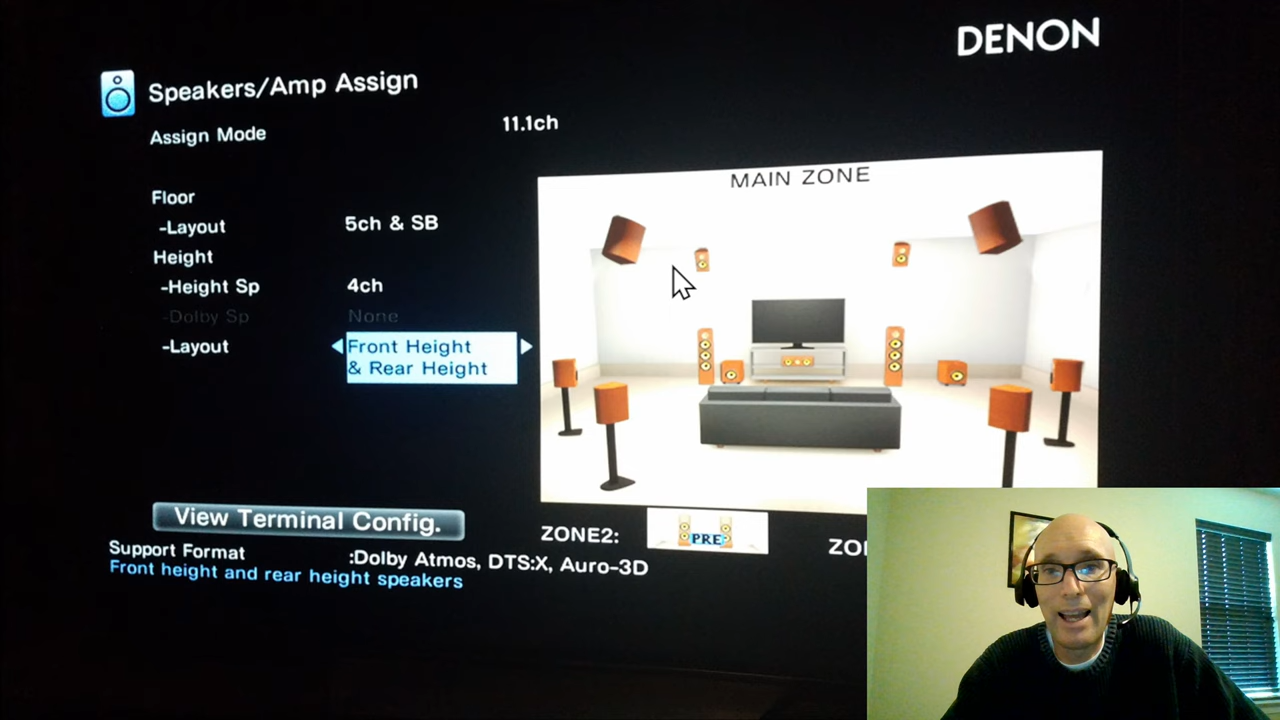 DENON
Speakers/Amp Assign
Assign Mode 11.1ch
MAIN ZONE
Floor
-Layout 5ch & SB
Height
-Height Sp 4ch
-Dolby Sp None
-Layout Front Height
& Rear Height
View Terminal Config.
ZONE2: PRE
ZO
Support Format :Dolby Atmos, DTS:X, Auro-3D
Front height and rear height speakers